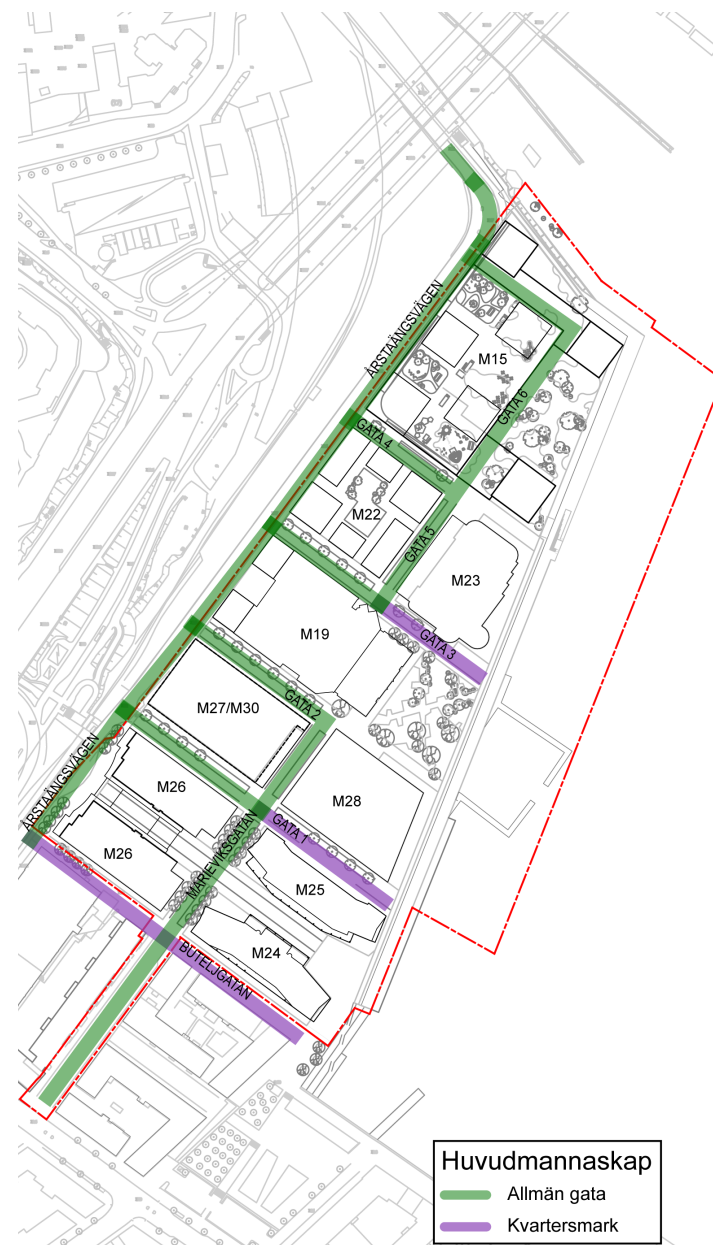 ÅRSTAÄNGSVÄGEN
M15
GATA 6
GATA 4
M22
GATA 5
M23
M19
GATA 3
M27/M30
GATA 2
ÅRSTAÄNGSVÄGEN
M26
M28
GATA 1
MARIEVIKSGATAN
M26
M25
M24
BUTELJGATAN
Huvudmannaskap
Allmän gata
Kvartersmark